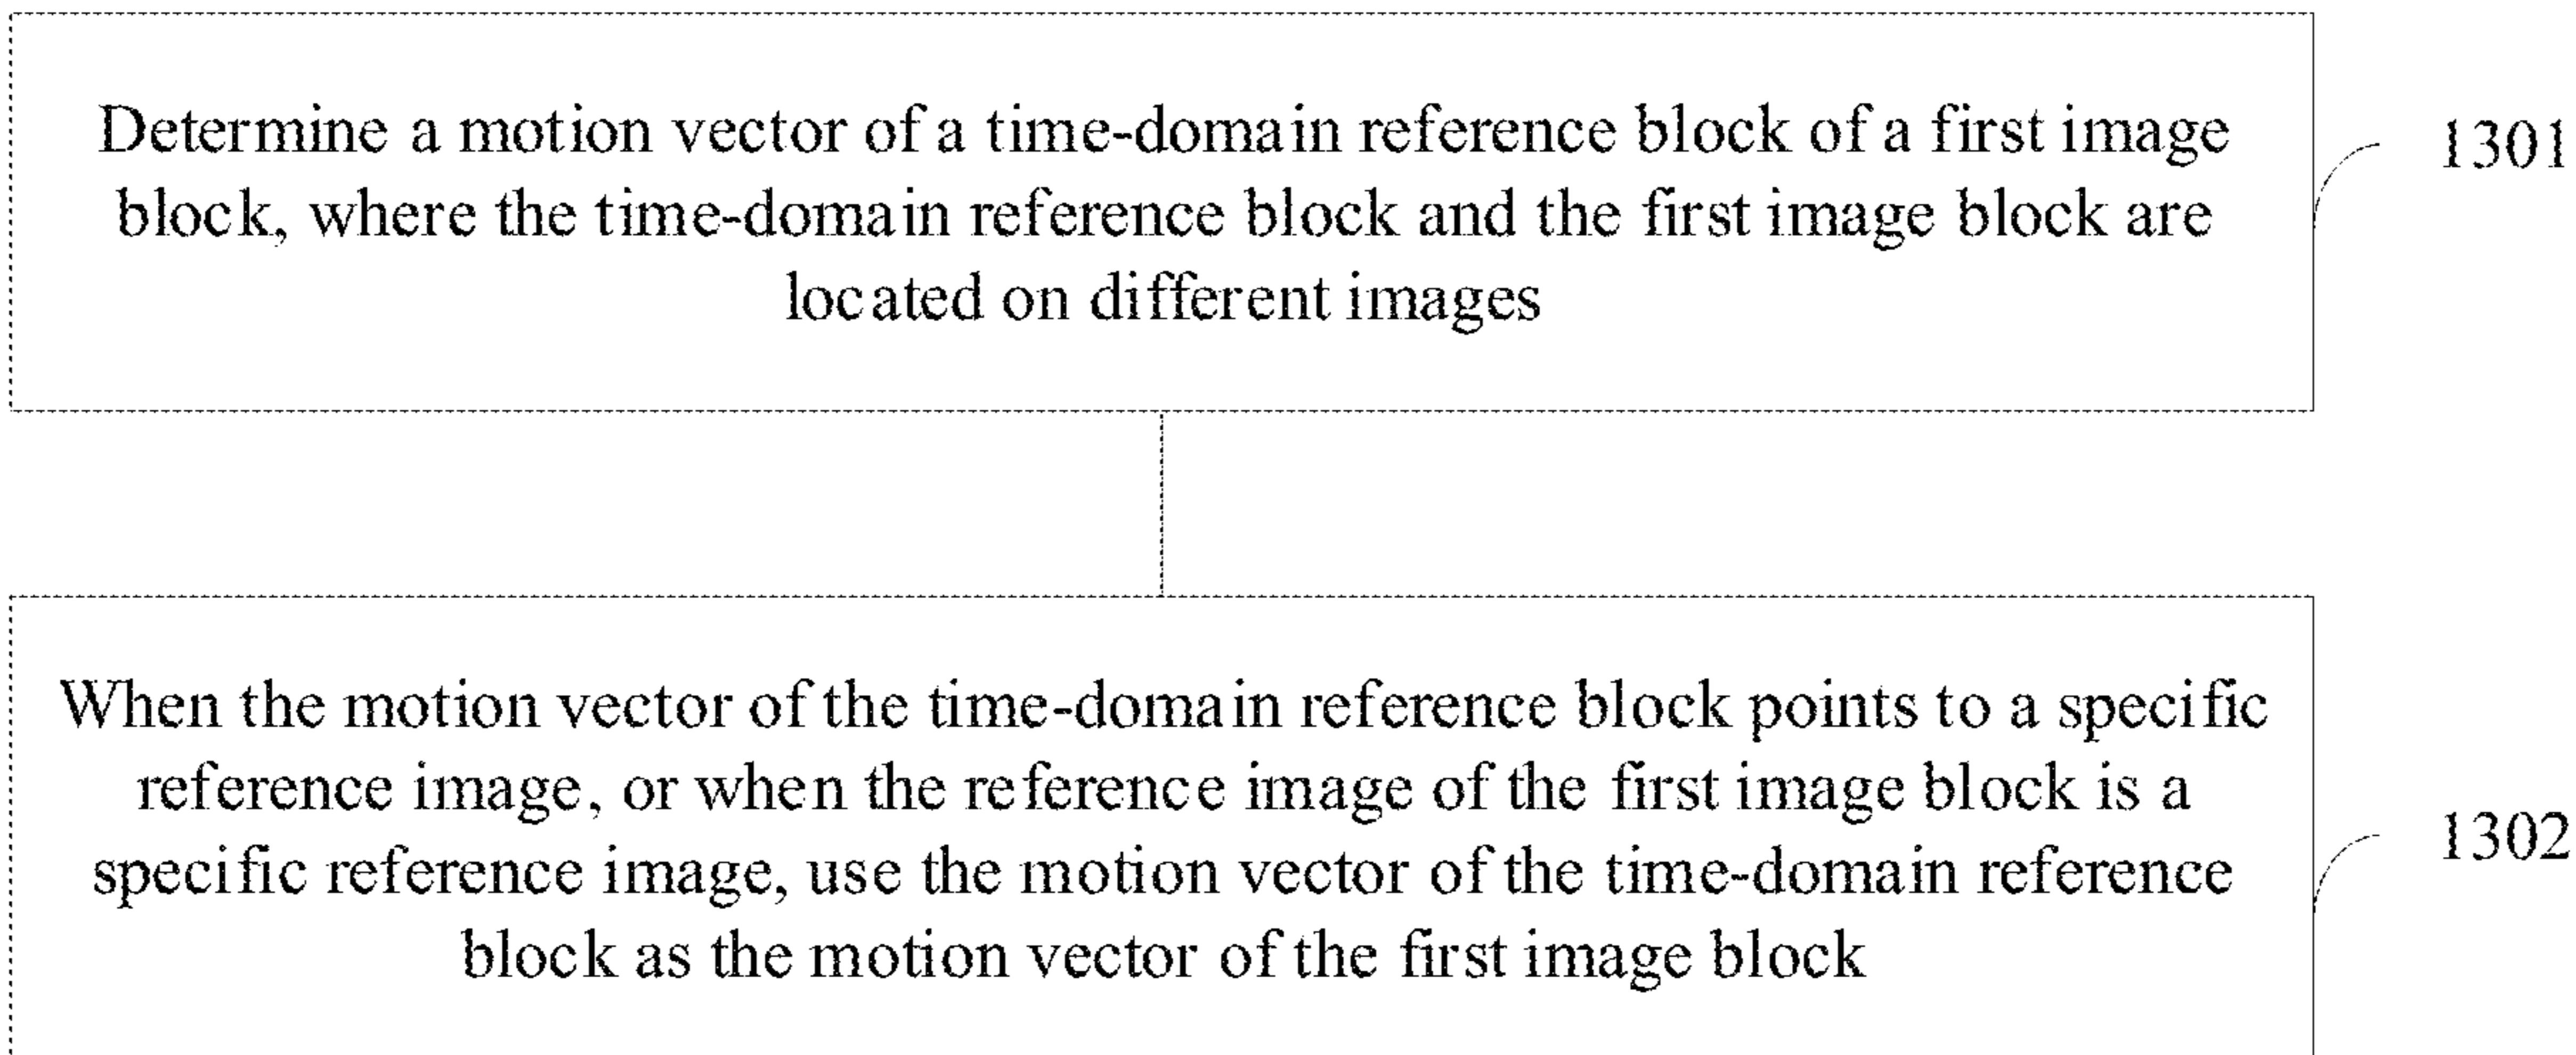 Determine a motion vector of a time-domain reference block of a first image
block, where the time-domain reference block and the first image block are
located on different images
1301
When the motion vector of the time-domain reference block points to a specific
reference image, or when the reference image of the first image block is a
specific reference image, use the motion vector of the time-domain reference
block as the motion vector of the first image block
1302